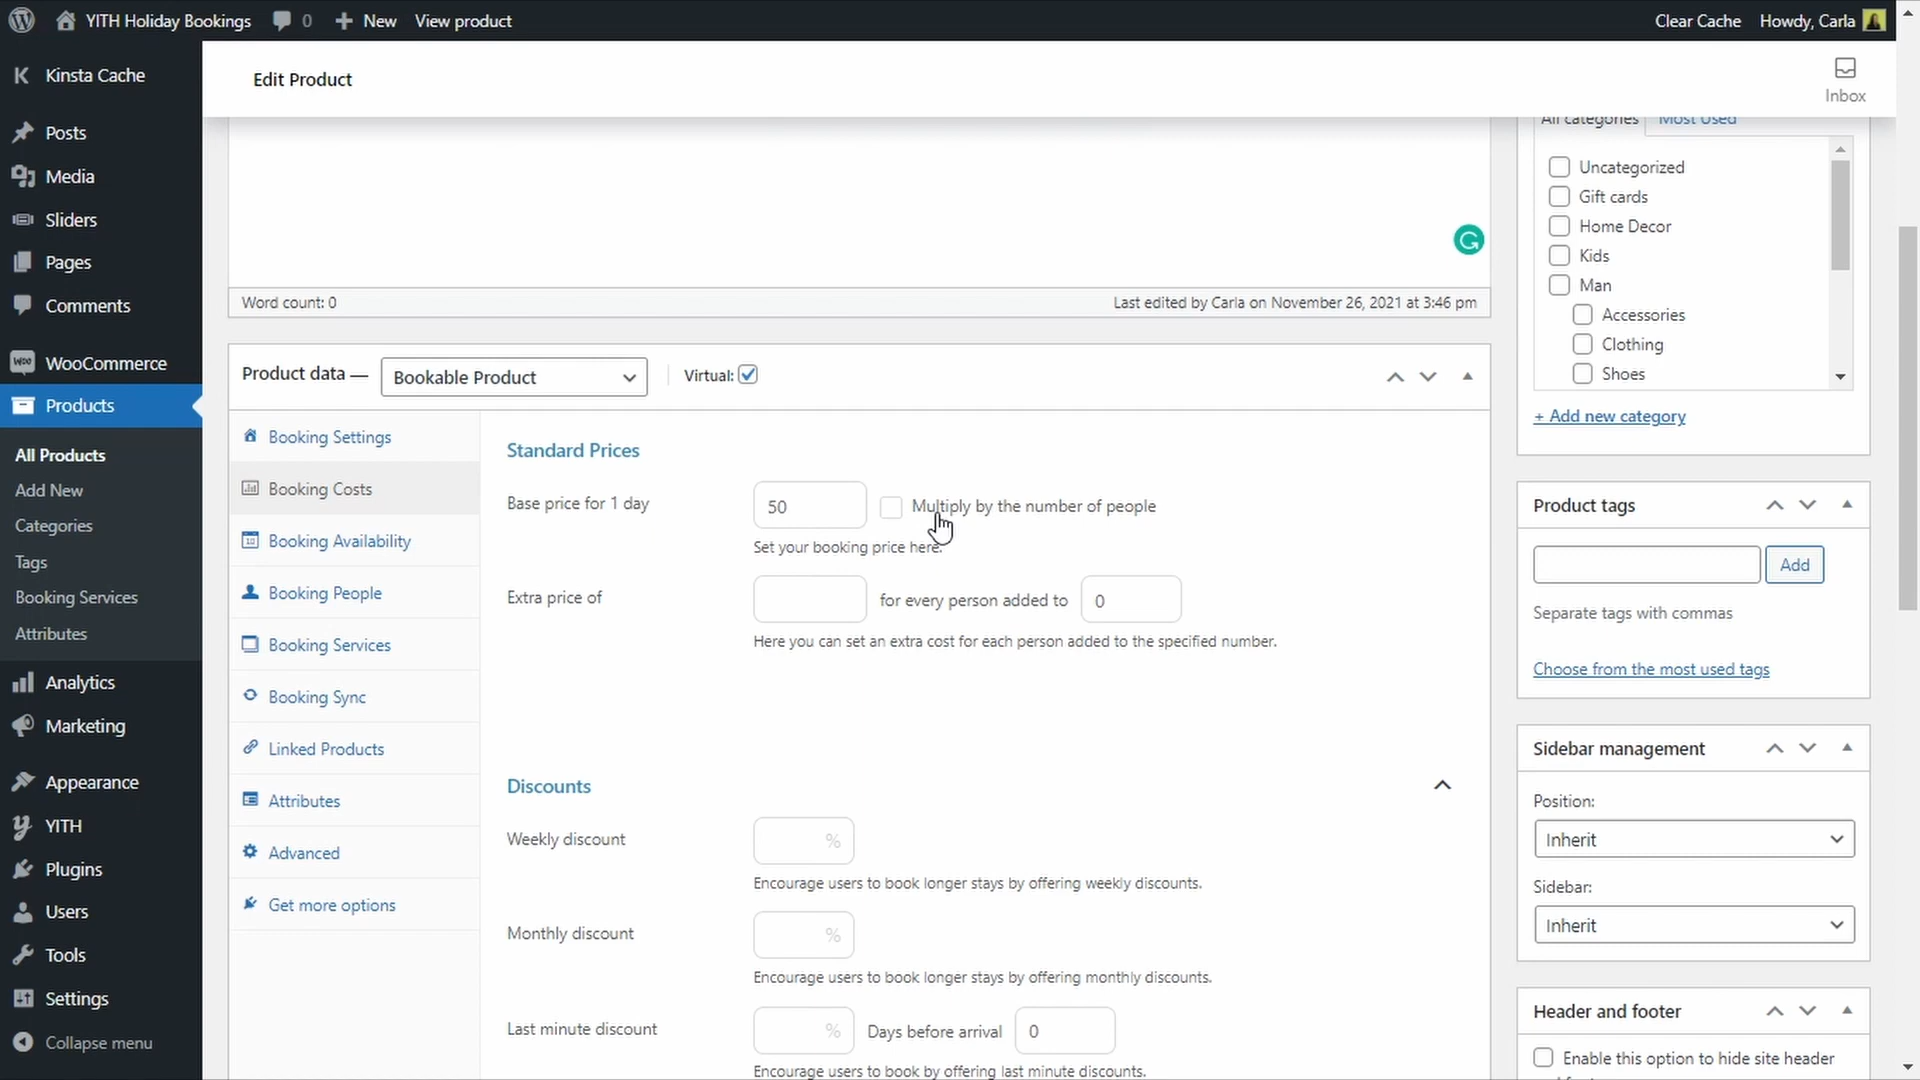 YITH Holiday Bookings 0 New View product Clear Cache Howdy, Carla
Kinsta Cache
Posts
Media
Sliders
Pages
Comments
WooCommerce
Products
All Products
Add New
Categories
Tags
Booking Services
Attributes
Analytics
Marketing
Appearance
YITH
Plugins
Users
Tools
Settings
Collapse menu
Edit Product
Inbox
Word count: 0 Last edited by Carla on November 26, 2021 at 3:46 pm
Product data — Bookable Product Virtual:
Booking Settings
Booking Costs
Booking Availability
Booking People
Booking Services
Booking Sync
Linked Products
Attributes
Advanced
Get more options
Standard Prices
Base price for 1 day 50 Multiply by the number of people
Set your booking price here.
Extra price of for every person added to 0
Here you can set an extra cost for each person added to the specified number.
Discounts
Weekly discount %
Encourage users to book longer stays by offering weekly discounts.
Monthly discount %
Encourage users to book longer stays by offering monthly discounts.
Last minute discount % Days before arrival 0
Encourage users to book by offering last minute discounts.
All categories Most Used
Uncategorized
Gift cards
Home Decor
Kids
Man
Accessories
Clothing
Shoes
+ Add new category
Product tags
Add
Separate tags with commas
Choose from the most used tags
Sidebar management
Position:
Inherit
Sidebar:
Inherit
Header and footer
Enable this option to hide site header